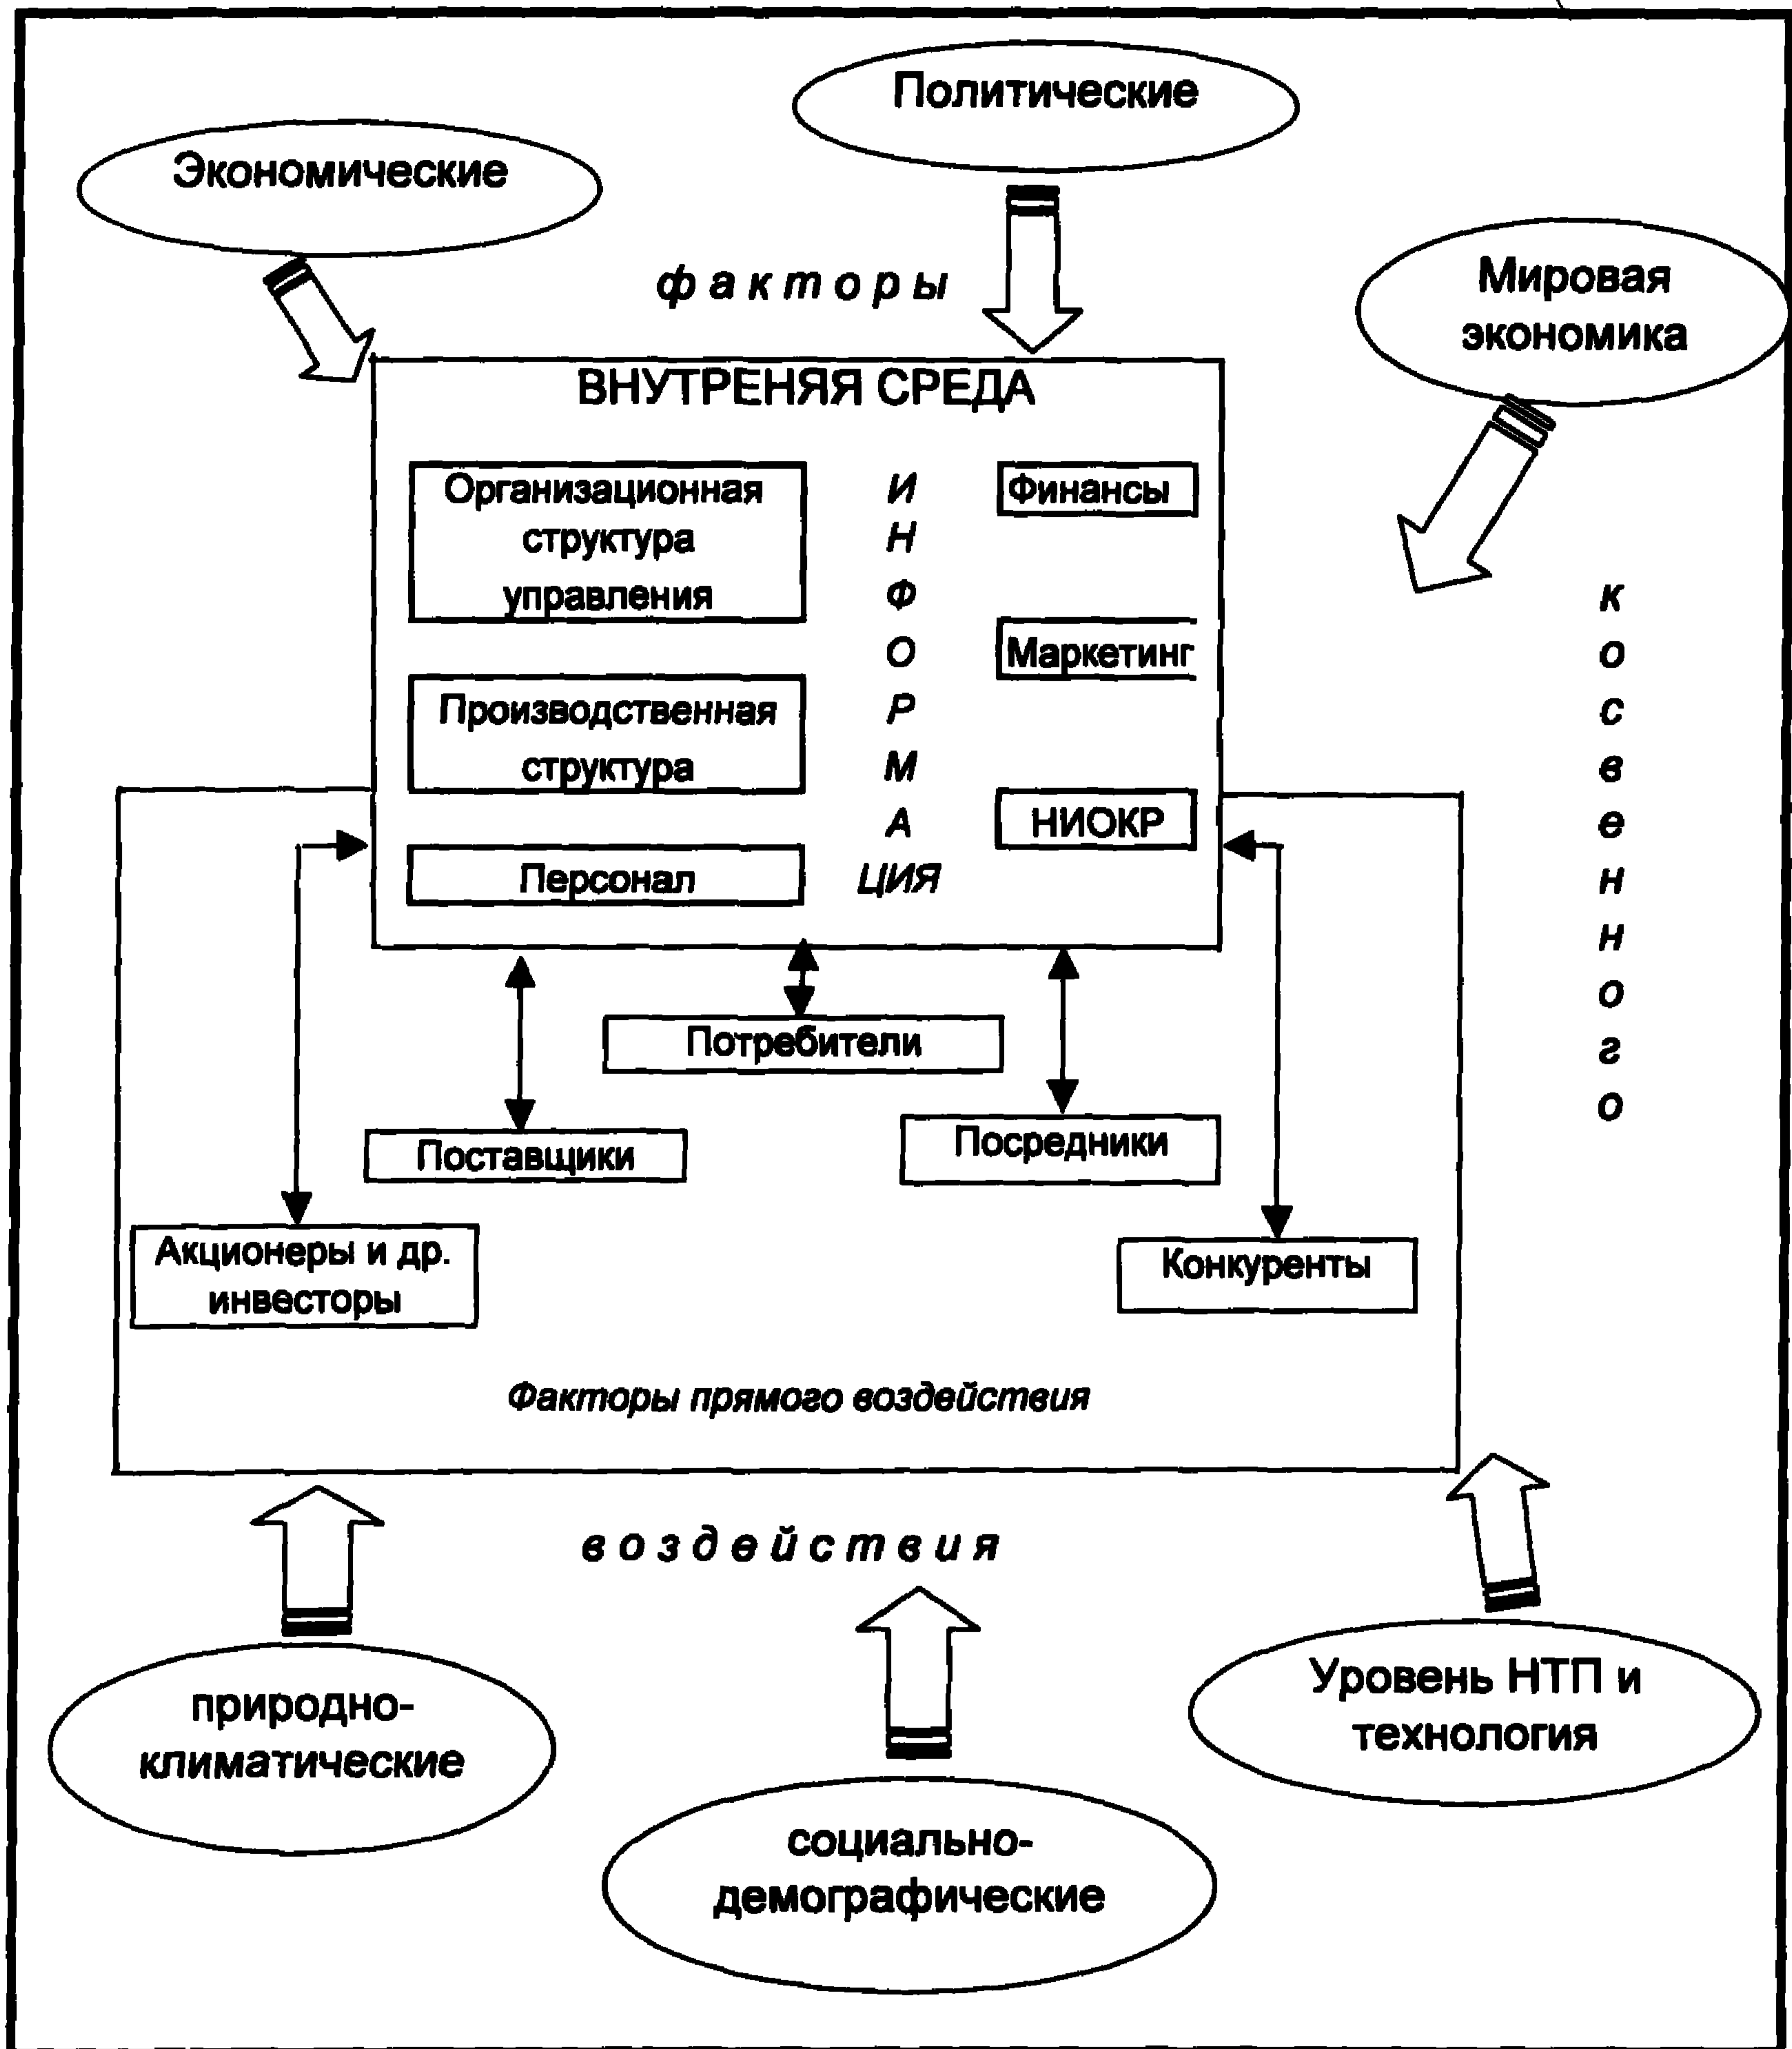 Политические
Экономические
факторы
Мировая
экономика
ВНУТРЕНЯЯ СРЕДА
Организационная
структура
управления
Производственная
структура
Персонал
И
Н
Ф
О
Р
М
А
ЦИЯ
Финансы
Маркетинг
НИОКР
к
о
с
в
е
н
н
о
г
о
Потребители
Поставщики
Посредники
Акционеры и др.
инвесторы
Конкуренты
Факторы прямого воздействия
воздействия
природно-
климатические
социально-
демографические
Уровень НТП и
технология